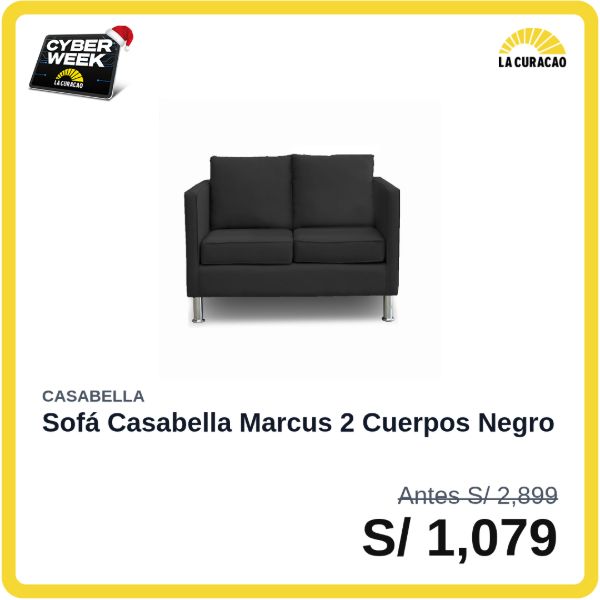 CYBER
WEEK
LA CURACAO
LA CURACAO
CASABELLA
Sofá Casabella Marcus 2 Cuerpos Negro
Antes S/ 2,899
S/ 1,079